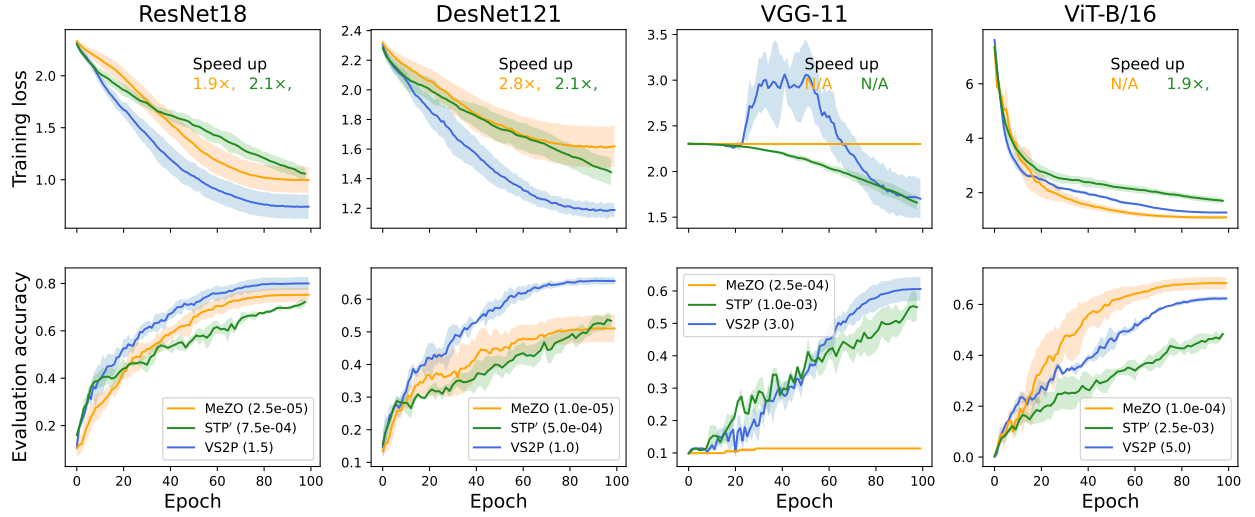 ResNet18
DesNet121
VGG-11
ViT-B/16
Training loss
2.0
1.5
1.0
Speed up
1.9×, 2.1×,
2.4
2.2
2.0
1.8
1.6
1.4
1.2
Speed up
2.8×, 2.1×,
3.5
3.0
2.5
2.0
1.5
Speed up
N/A N/A
6
4
2
Speed up
N/A 1.9×,
Evaluation accuracy
0.8
0.6
0.4
0.2
MeZO (2.5e-05)
STP′ (7.5e-04)
VS2P (1.5)
0 20 40 60 80 100
Epoch
0.6
0.5
0.4
0.3
0.2
0.1
MeZO (1.0e-05)
STP′ (5.0e-04)
VS2P (1.0)
0 20 40 60 80 100
Epoch
0.6
0.5
0.4
0.3
0.2
0.1
MeZO (2.5e-04)
STP′ (1.0e-03)
VS2P (3.0)
0 20 40 60 80 100
Epoch
0.6
0.4
0.2
0.0
MeZO (1.0e-04)
STP′ (2.5e-03)
VS2P (5.0)
0 20 40 60 80 100
Epoch